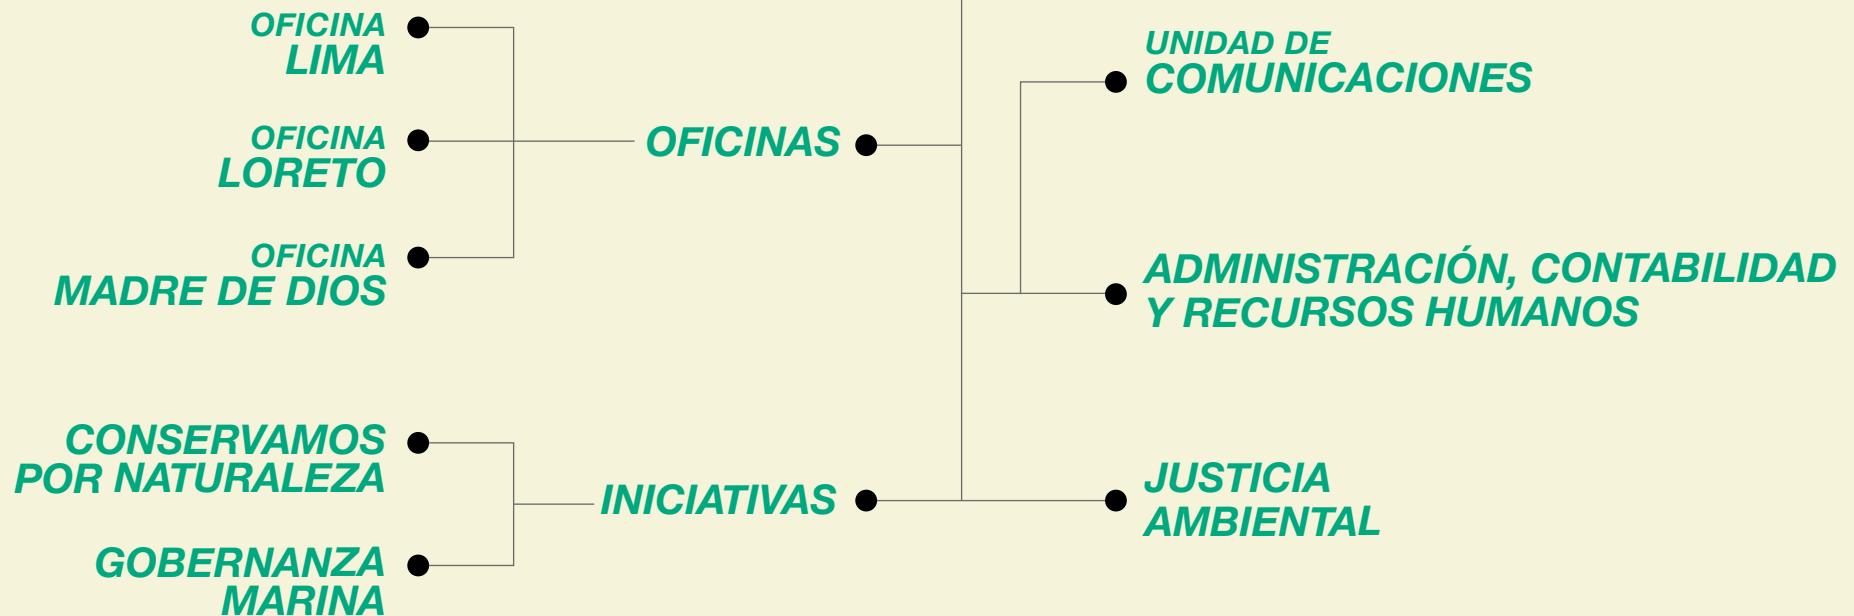 OFICINA
LIMA
OFICINA
LORETO
OFICINA
MADRE DE DIOS
OFICINAS
CONSERVAMOS
POR NATURALEZA
GOBERNANZA
MARINA
INICIATIVAS
UNIDAD DE
COMUNICACIONES
ADMINISTRACIÓN, CONTABILIDAD
Y RECURSOS HUMANOS
JUSTICIA
AMBIENTAL